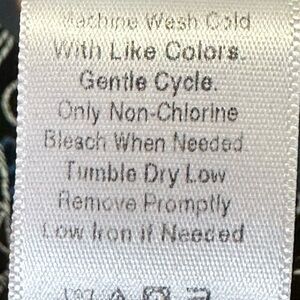 Machine Wash Cold
With Like Colors.
Gentle Cycle.
Only Non-Chlorine
Bleach When Needed
Tumble Dry Low
Remove Promptly
Low Iron if Needed